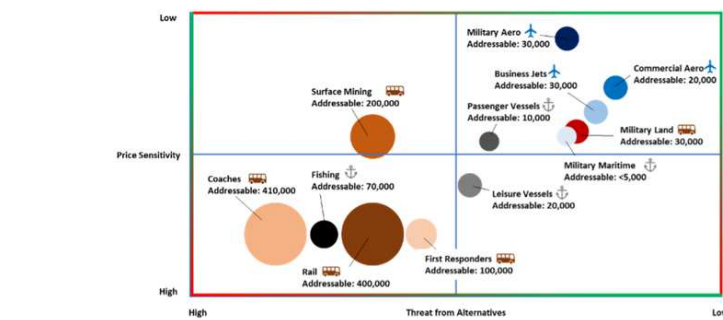 Low
Military Aero
Addressable: 30,000
Commercial Aero
Addressable: 20,000
Business Jets
Addressable:
30,000
Surface Mining
Addressable: 200,000
Passenger Vessels
Addressable: 10,000
Military Land
Addressable: 30,000
Price Sensitivity
Military Maritime
Addressable: <5,000
Coaches
Addressable: 410,000
Fishing
Addressable: 70,000
Leisure Vessels
Addressable: 20,000
First Responders
Addressable: 100,000
Rail
Addressable: 400,000
High
High
Threat from Alternatives